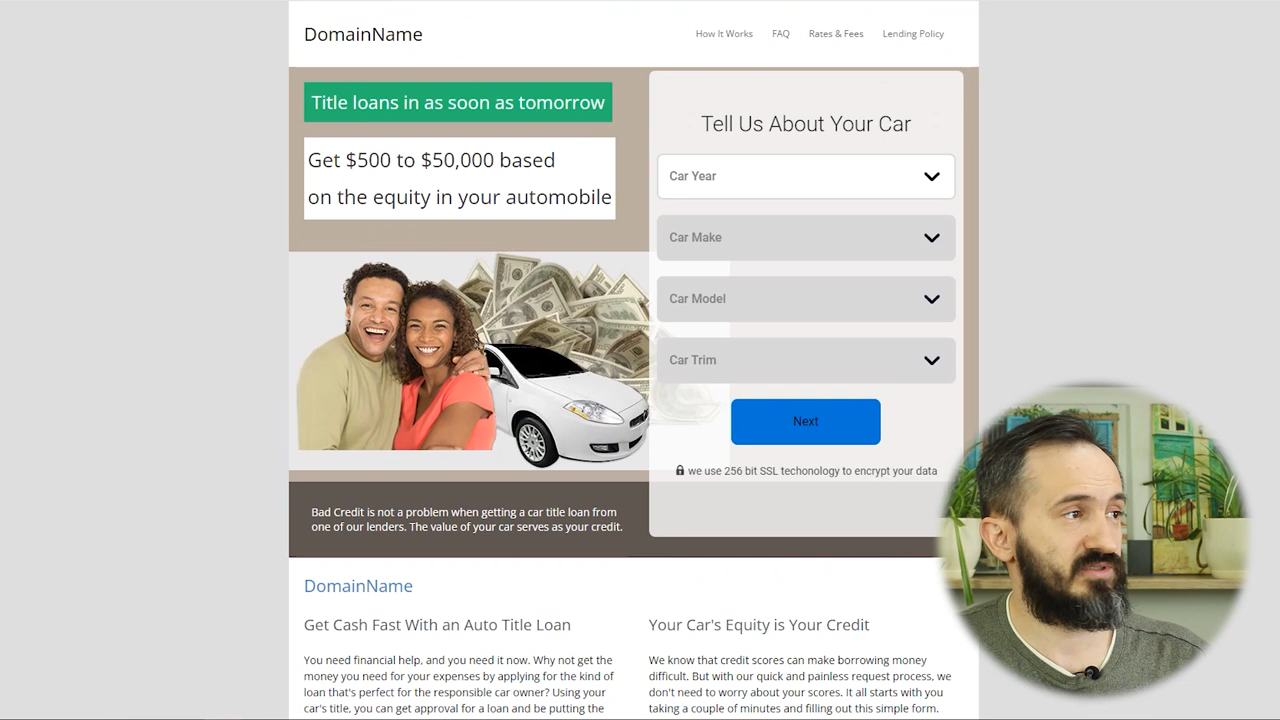 DomainName
How It Works
FAQ
Rates & Fees
Lending Policy
Title loans in as soon as tomorrow
Get $500 to $50,000 based
on the equity in your automobile
Tell Us About Your Car
Car Year
Car Make
Car Model
Car Trim
Next
we use 256 bit SSL techonology to encrypt your data
Bad Credit is not a problem when getting a car title loan from
one of our lenders. The value of your car serves as your credit.
DomainName
Get Cash Fast With an Auto Title Loan
You need financial help, and you need it now. Why not get the
money you need for your expenses by applying for the kind of
loan that's perfect for the responsible car owner? Using your
car's title, you can get approval for a loan and be putting the
Your Car's Equity is Your Credit
We know that credit scores can make borrowing money
difficult. But with our quick and painless request process, we
don't need to worry about your scores. It all starts with you
taking a couple of minutes and filling out this simple form.